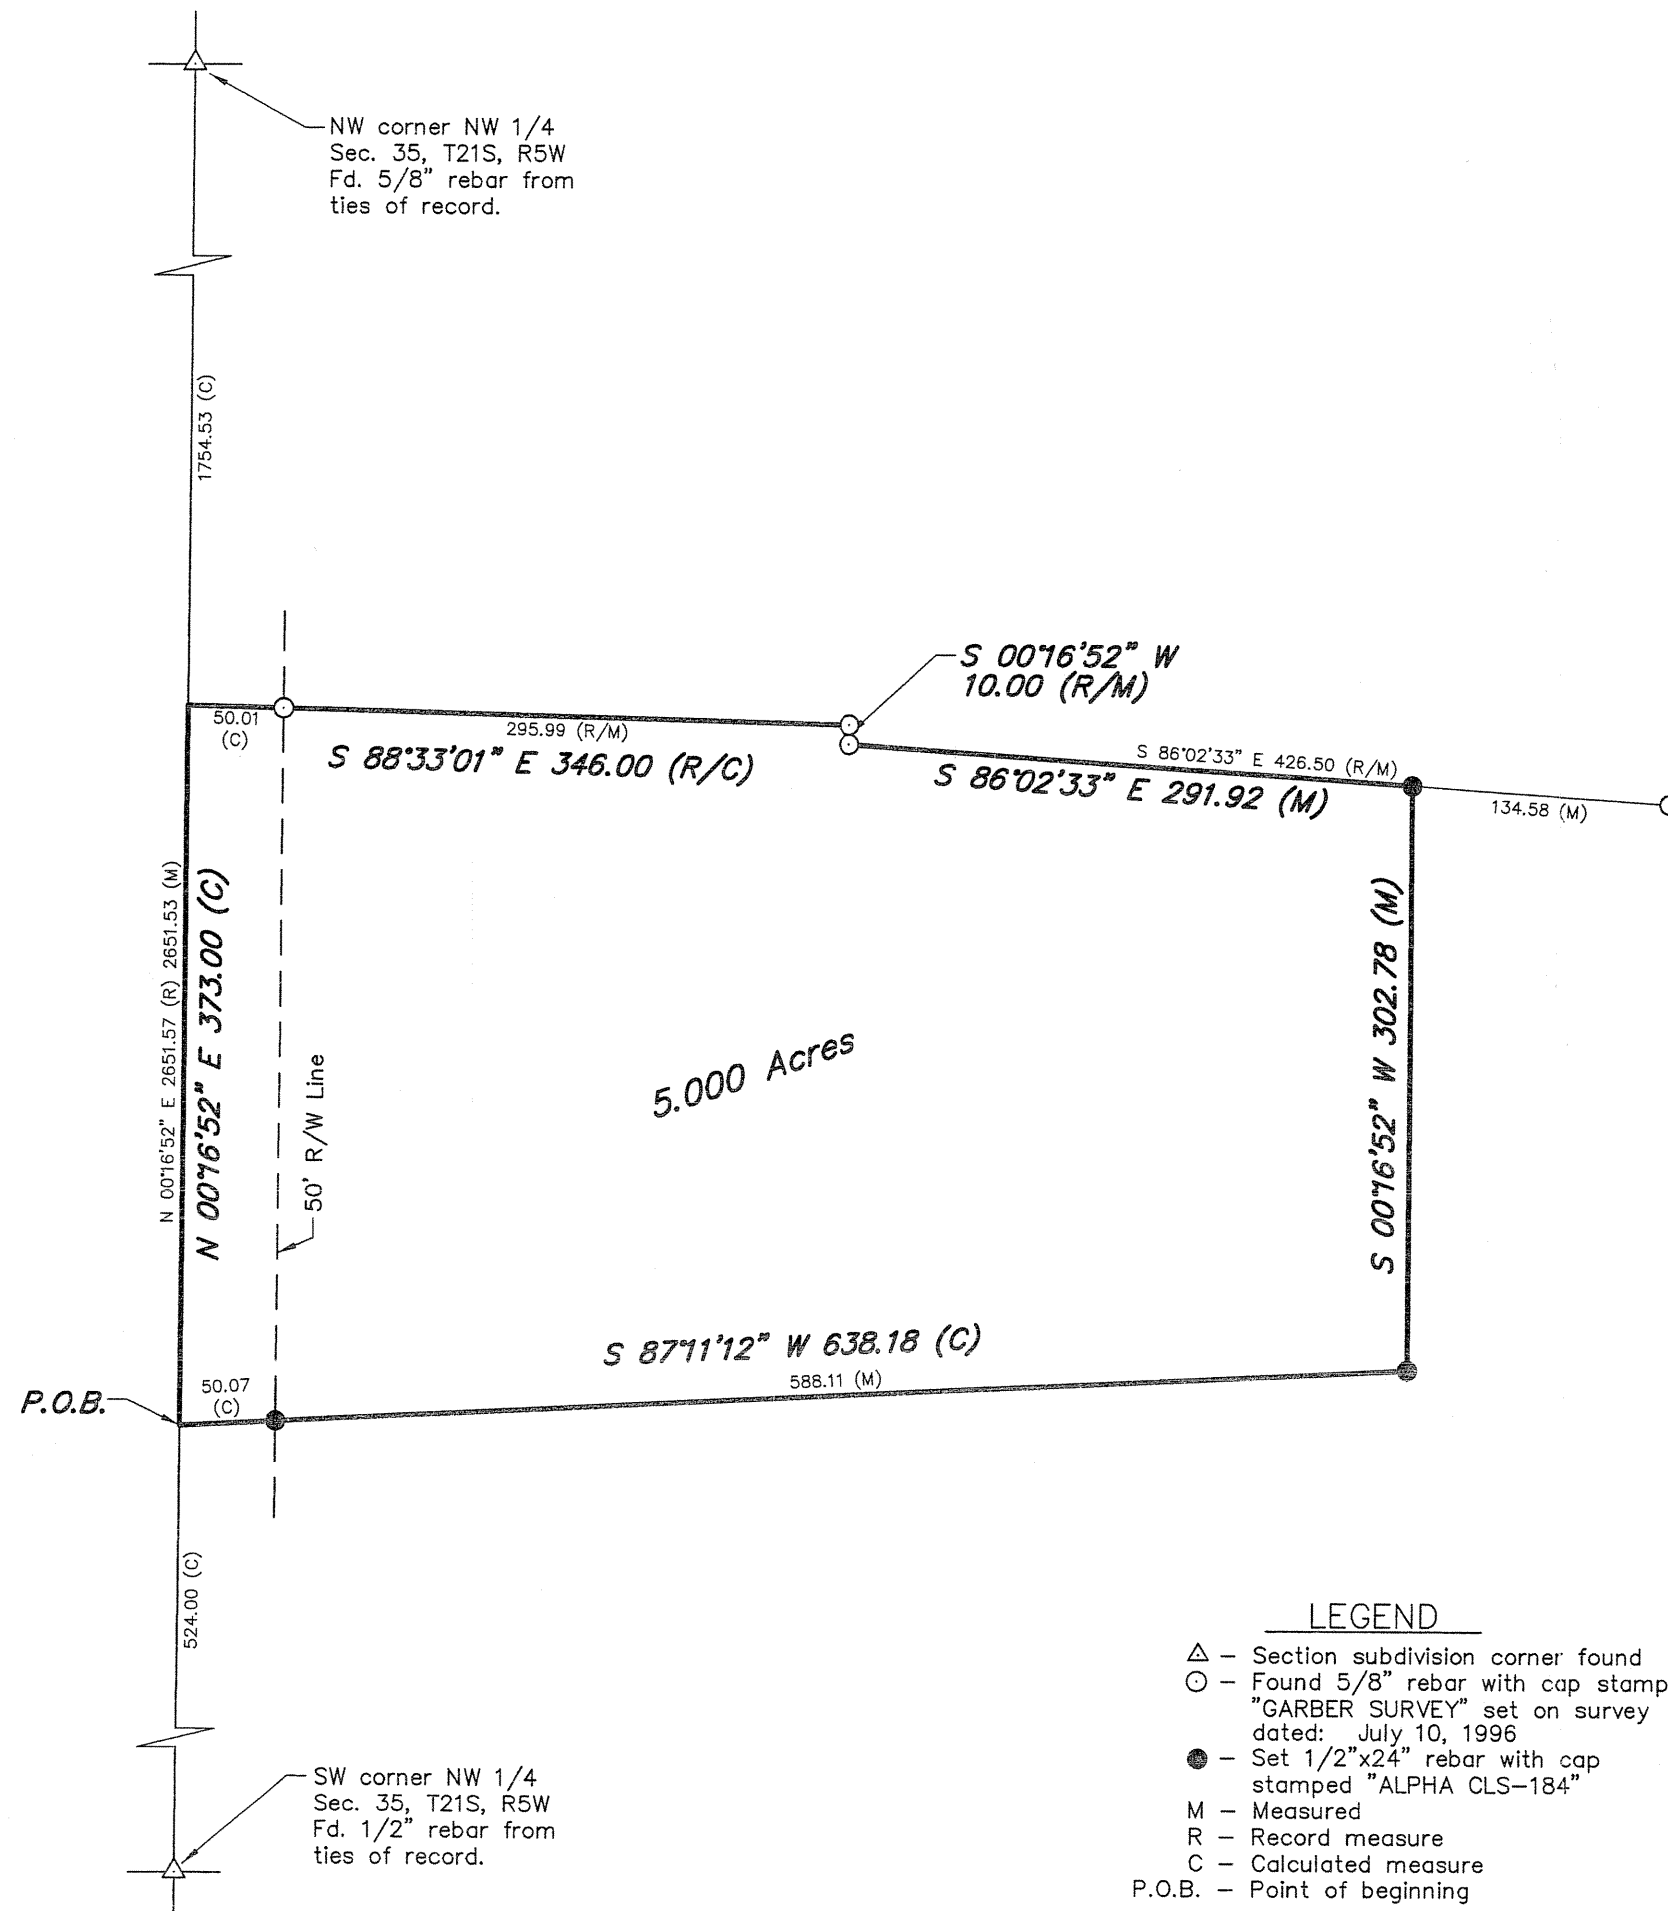 NW corner NW 1/4
Sec. 35, T21S, R5W
Fd. 5/8" rebar from
ties of record.
1754.53 (C)
S 00°16'52" W
10.00 (R/M)
50.01
(C)
295.99 (R/M)
S 88°33'01" E 346.00 (R/C)
S 86°02'33" E 426.50 (R/M)
S 86°02'33" E 291.92 (M)
134.58 (M)
N 00°16'52" E 2651.57 (R) 2651.53 (M)
N 00°16'52" E 373.00 (C)
50' R/W Line
5.000 Acres
S 00°16'52" W 302.78 (M)
S 87°11'12" W 638.18 (C)
588.11 (M)
50.07
(C)
P.O.B.
524.00 (C)
SW corner NW 1/4
Sec. 35, T21S, R5W
Fd. 1/2" rebar from
ties of record.
LEGEND
– Section subdivision corner found
– Found 5/8" rebar with cap stamp
"GARBER SURVEY" set on survey
dated: July 10, 1996
– Set 1/2"x24" rebar with cap
stamped "ALPHA CLS–184"
M – Measured
R – Record measure
C – Calculated measure
P.O.B. – Point of beginning